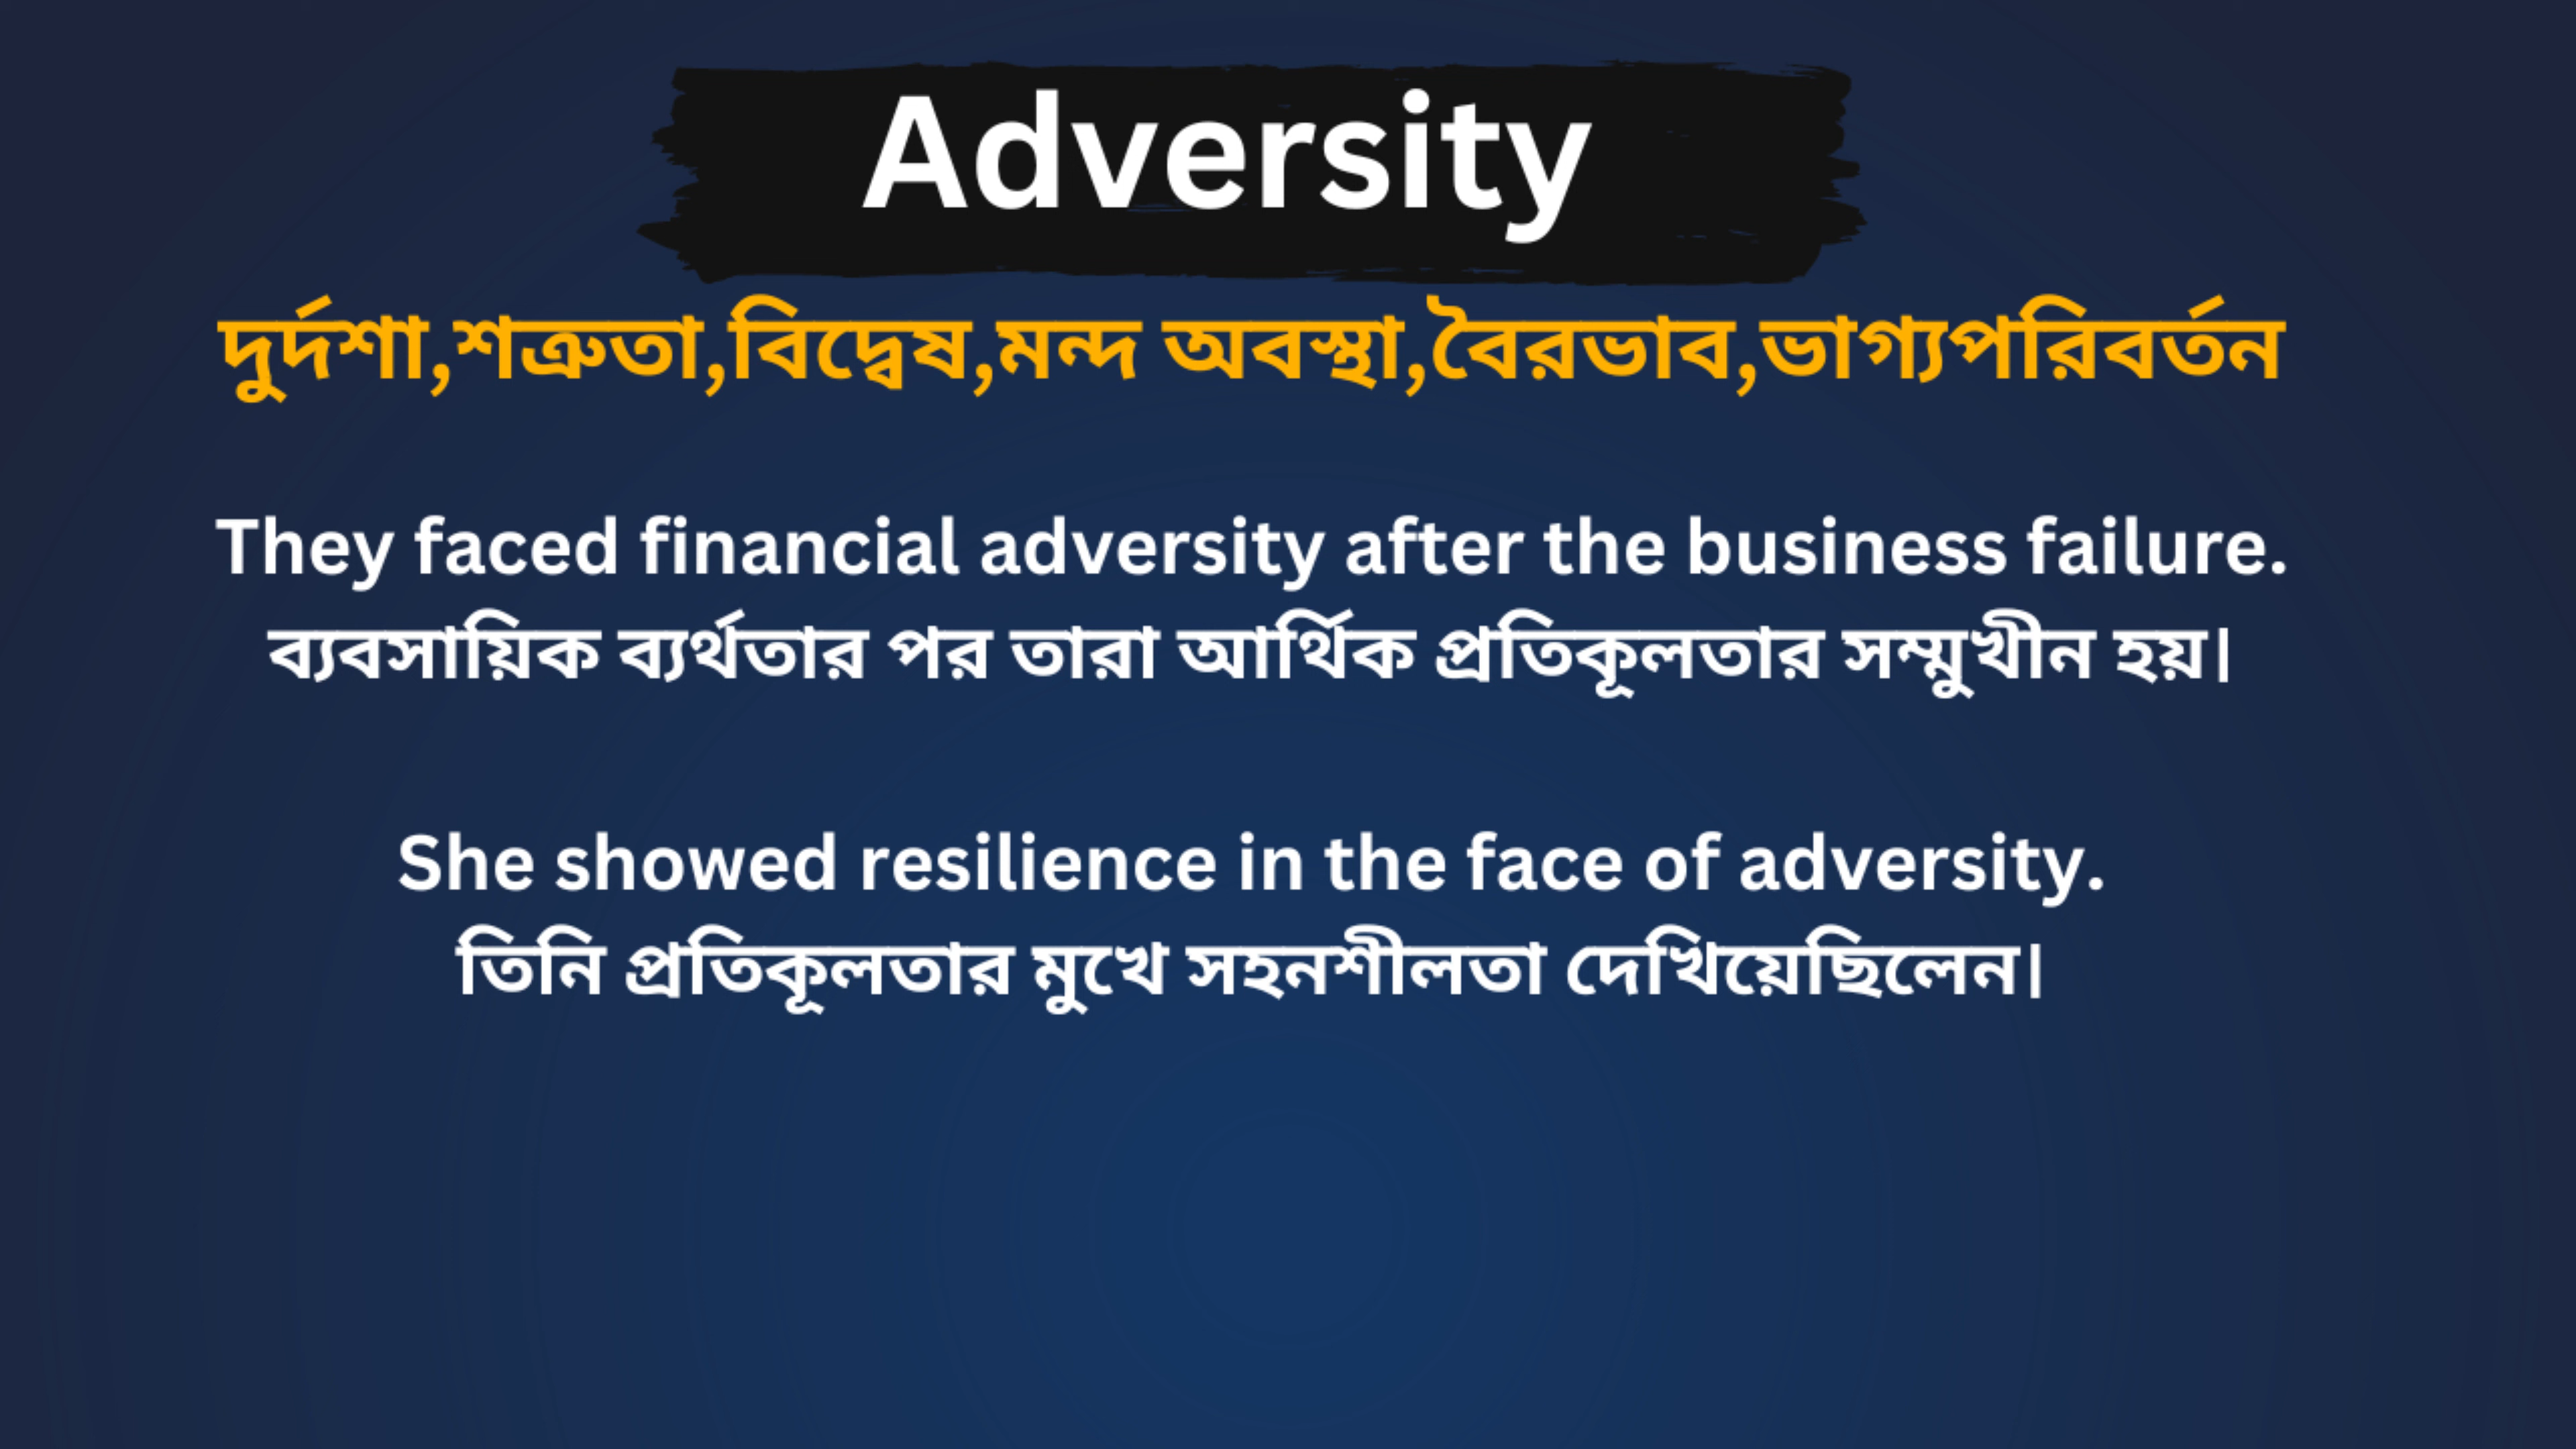 Adversity
দুর্দশা,শত্রুতা,বিদ্বেষ,মন্দ অবস্থা,বৈরভাব,ভাগ্যপরিবর্তন
They faced financial adversity after the business failure.
ব্যবসায়িক ব্যর্থতার পর তারা আর্থিক প্রতিকূলতার সম্মুখীন হয়।
She showed resilience in the face of adversity.
তিনি প্রতিকূলতার মুখে সহনশীলতা দেখিয়েছিলেন।